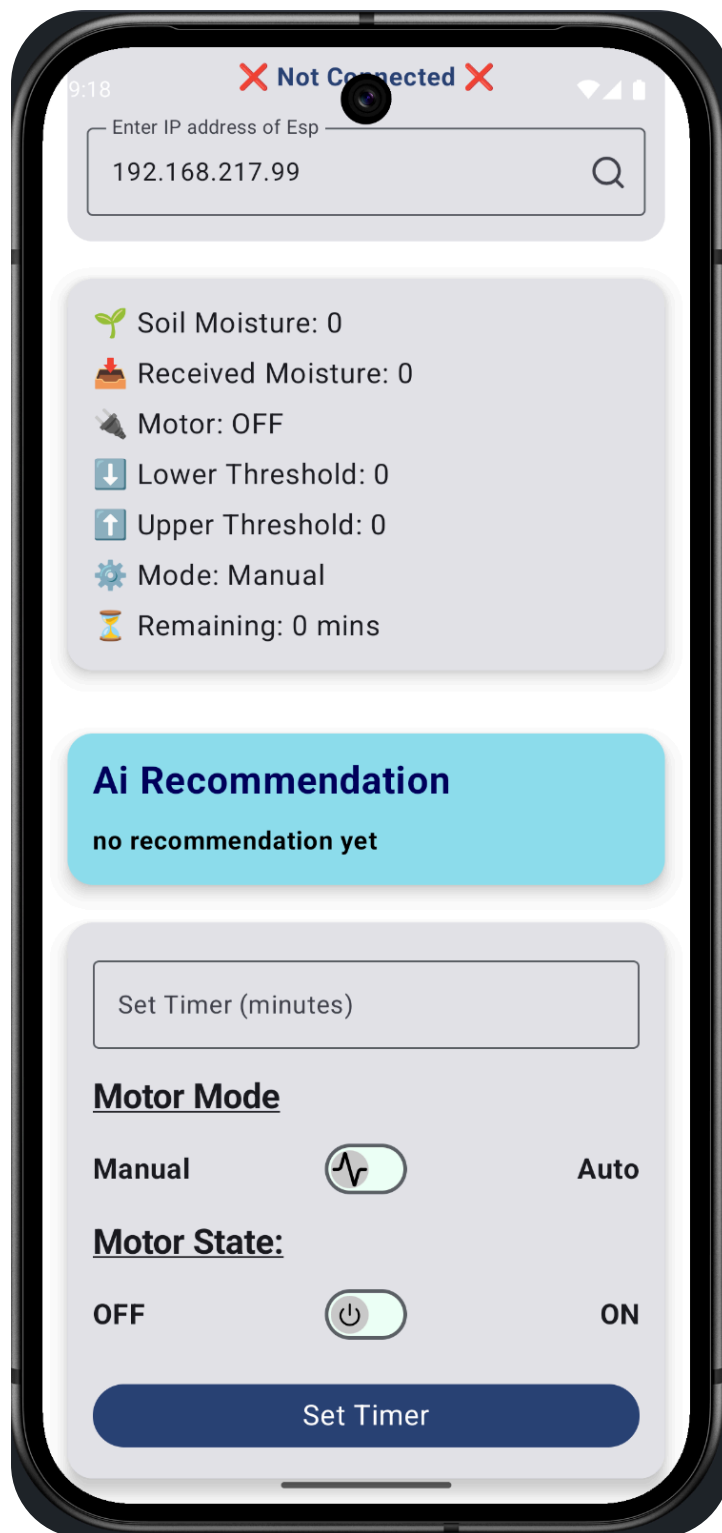 9:18
❌ Not Connected ❌
Enter IP address of Esp
192.168.217.99
🌱 Soil Moisture: 0
📥 Received Moisture: 0
🔌 Motor: OFF
⬇️ Lower Threshold: 0
⬆️ Upper Threshold: 0
⚙️ Mode: Manual
⏳ Remaining: 0 mins
Ai Recommendation
no recommendation yet
Set Timer (minutes)
Motor Mode
Manual Auto
Motor State:
OFF ON
Set Timer